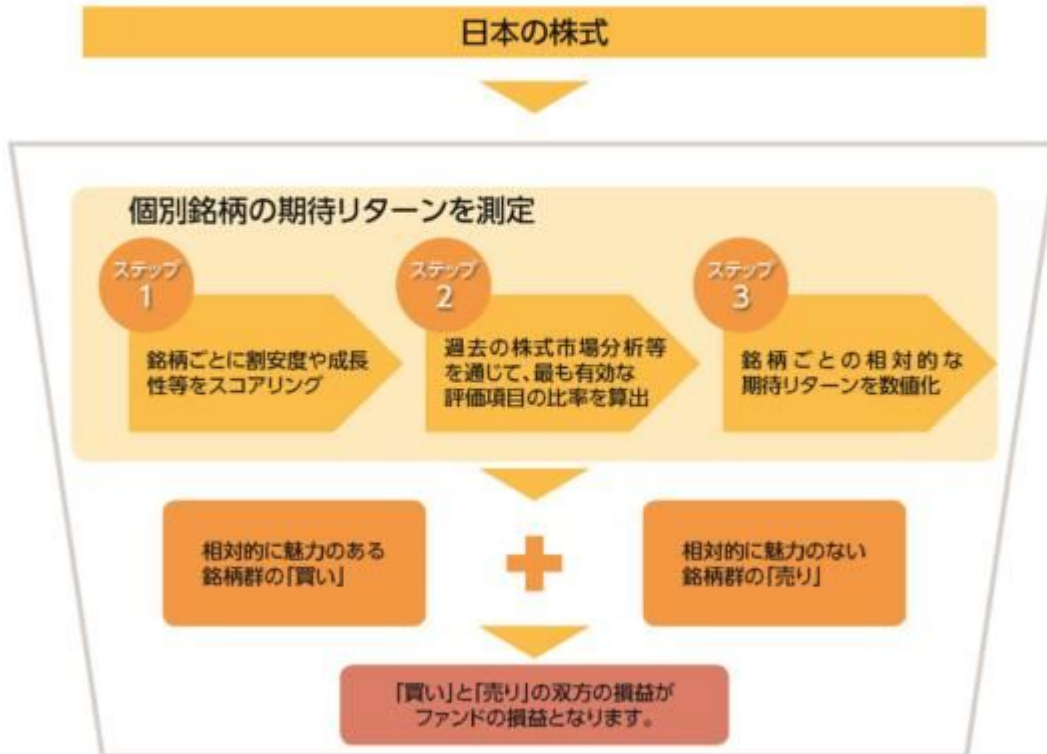 日本の株式
個別銘柄の期待リターンを測定
ステップ
1
銘柄ごとに割安度や成長
性等をスコアリング
ステップ
2
過去の株式市場分析等
を通じて、最も有効な
評価項目の比率を算出
ステップ
3
銘柄ごとの相対的な
期待リターンを数値化
相対的に魅力のある
銘柄群の「買い」
相対的に魅力のない
銘柄群の「売り」
「買い」と「売り」の双方の損益が
ファンドの損益となります。